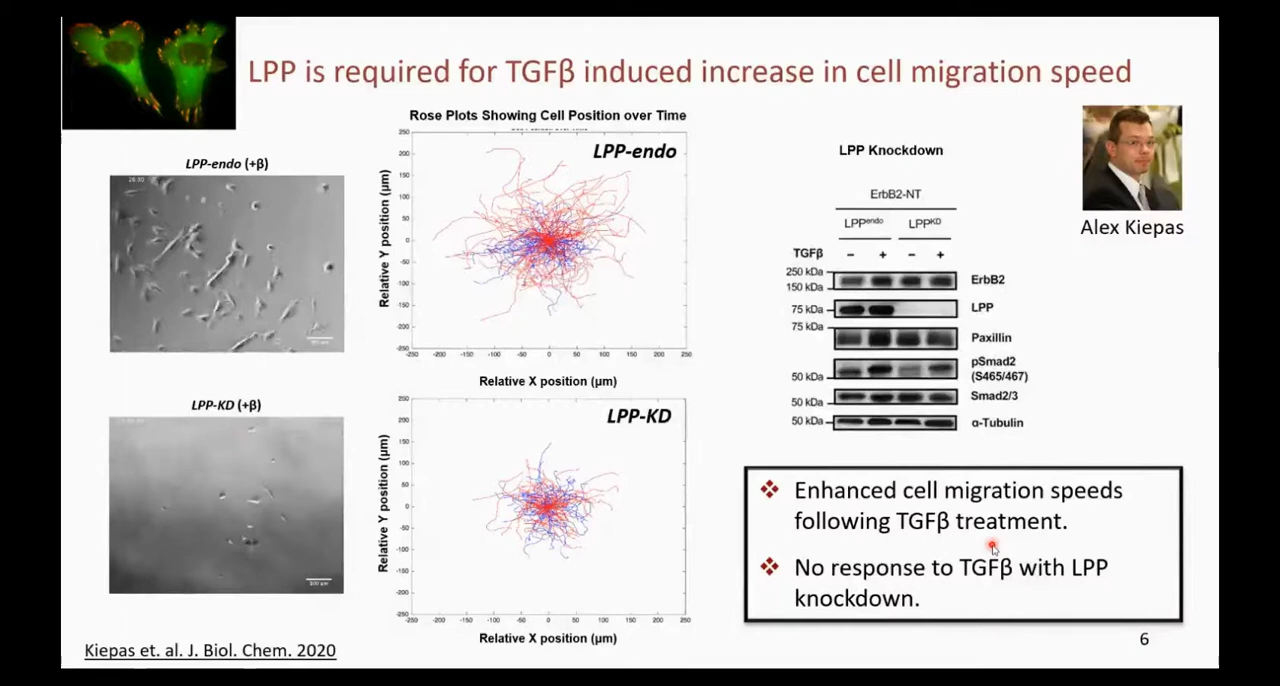 LPP is required for TGFβ induced increase in cell migration speed
LPP-endo (+β)
Rose Plots Showing Cell Position over Time
LPP-endo
Relative Y position (µm)
250
200
150
100
50
0
-50
-100
-150
-200
-250
-250 -200 -150 -100 -50 0 50 100 150 200 250
Relative X position (µm)
LPP-KD (+β)
LPP-KD
Relative Y position (µm)
250
200
150
100
50
0
-50
-100
-150
-200
-250
-250 -200 -150 -100 -50 0 50 100 150 200 250
Relative X position (µm)
LPP Knockdown
ErbB2-NT
LPPendo LPPKD
TGFβ – + – +
250 kDa
150 kDa
ErbB2
75 kDa
LPP
75 kDa
Paxillin
50 kDa
pSmad2
(S465/467)
50 kDa
Smad2/3
50 kDa
α-Tubulin
Alex Kiepas
❖ Enhanced cell migration speeds
following TGFβ treatment.
❖ No response to TGFβ with LPP
knockdown.
Kiepas et. al. J. Biol. Chem. 2020
6